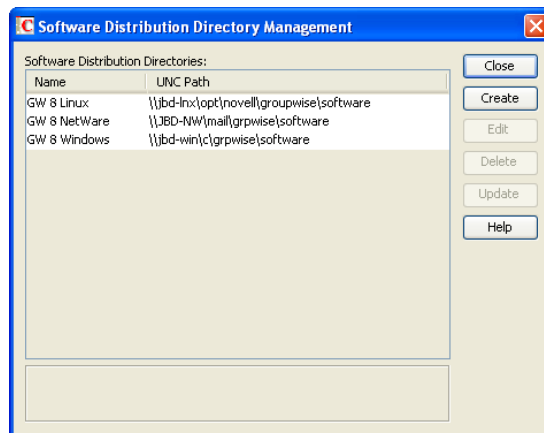 Software Distribution Directory Management
Software Distribution Directories:
Name UNC Path
GW 8 Linux \\jbd-lnx\opt\novell\groupwise\software
GW 8 NetWare \\JBD-NW\mail\grpwise\software
GW 8 Windows \\jbd-win\c\grpwise\software
Close
Create
Edit
Delete
Update
Help